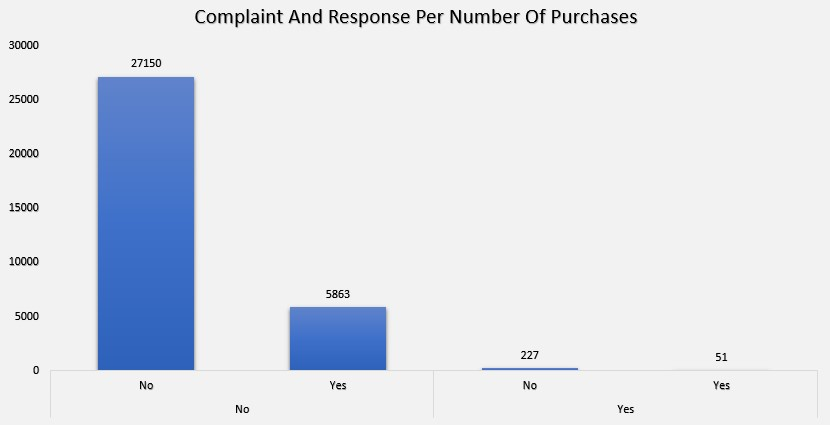 Complaint And Response Per Number Of Purchases
30000
25000
20000
15000
10000
5000
0
27150
5863
227
51
No
Yes
No
Yes
No
Yes